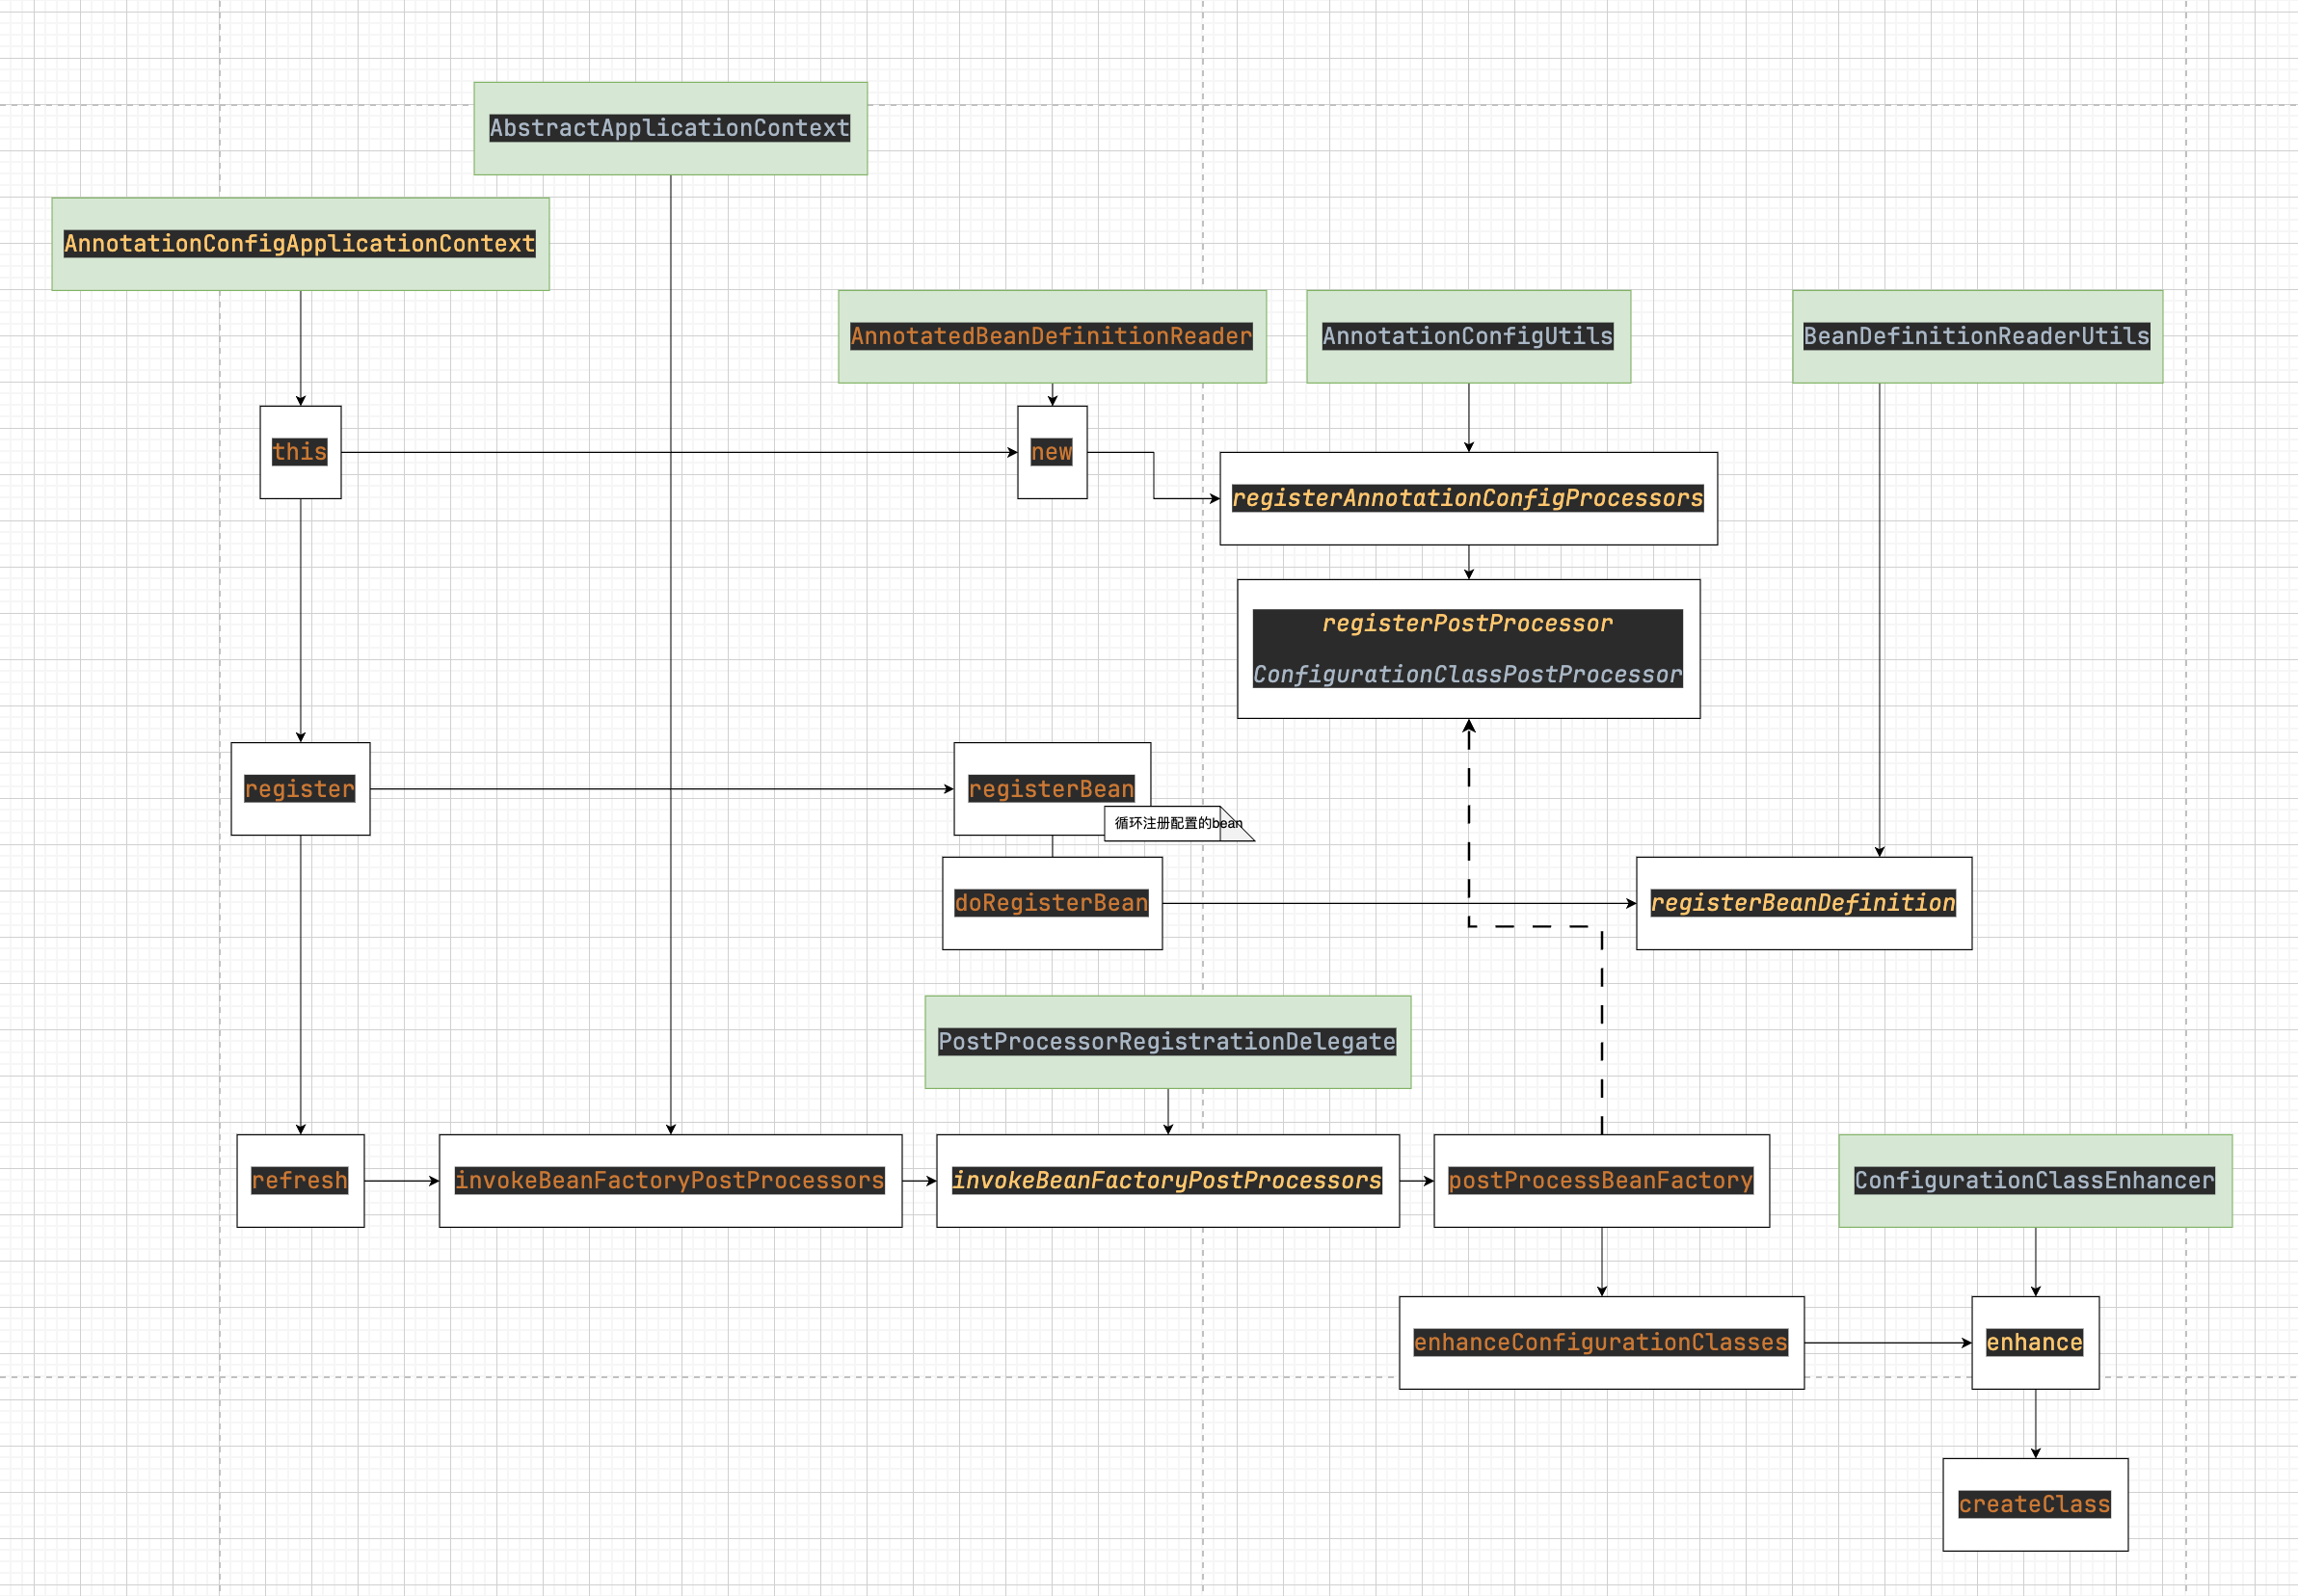 AbstractApplicationContext
AnnotationConfigApplicationContext
AnnotatedBeanDefinitionReader
AnnotationConfigUtils
BeanDefinitionReaderUtils
this
new
registerAnnotationConfigProcessors
registerPostProcessor
ConfigurationClassPostProcessor
register
registerBean
循环注册配置的bean
doRegisterBean
registerBeanDefinition
PostProcessorRegistrationDelegate
refresh
invokeBeanFactoryPostProcessors
invokeBeanFactoryPostProcessors
postProcessBeanFactory
ConfigurationClassEnhancer
enhanceConfigurationClasses
enhance
createClass